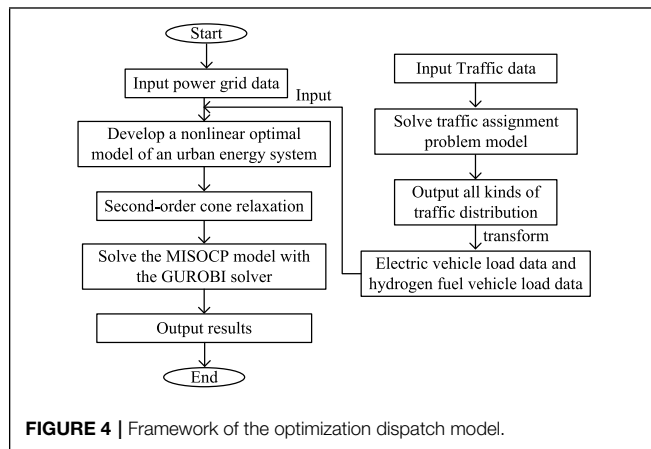 Start
Input power grid data
Input
Develop a nonlinear optimal
model of an urban energy system
Second-order cone relaxation
Solve the MISOCP model with
the GUROBI solver
Output results
End
Input Traffic data
Solve traffic assignment
problem model
Output all kinds of
traffic distribution
transform
Electric vehicle load data and
hydrogen fuel vehicle load data
FIGURE 4 | Framework of the optimization dispatch model.